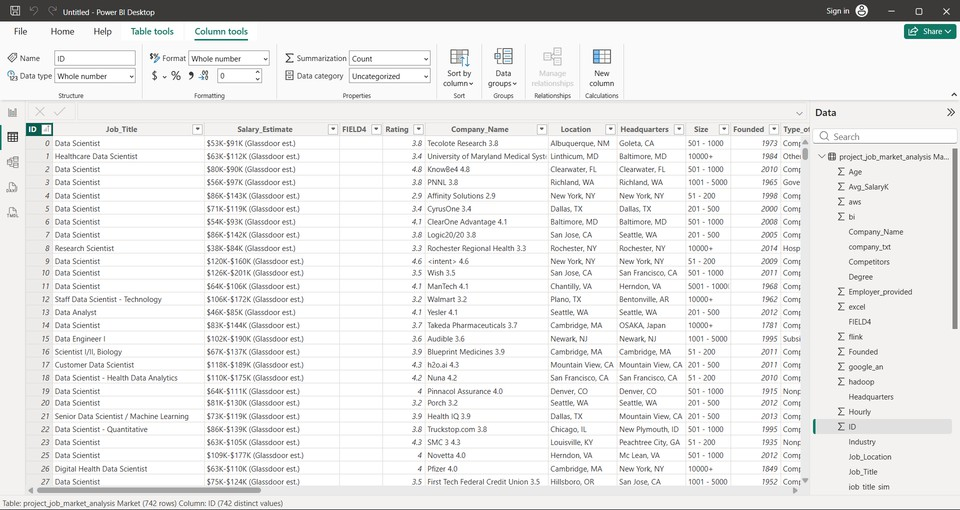 Untitled - Power BI Desktop
Sign in
File Home Help Table tools Column tools
Share
Name ID
Format Whole number
Summarization Count
Data type Whole number
$ % 0
Data category Uncategorized
Sort by column
Data groups
Manage relationships
New column
Structure Formatting Properties Sort Groups Relationships Calculations
ID Job_Title Salary_Estimate FIELD4 Rating Company_Name Location Headquarters Size Founded Type_of
0 Data Scientist $53K-$91K (Glassdoor est.) 3.8 Tecolote Research 3.8 Albuquerque, NM Goleta, CA 501 - 1000 1973 Comp
1 Healthcare Data Scientist $63K-$112K (Glassdoor est.) 3.4 University of Maryland Medical Syst Linthicum, MD Baltimore, MD 10000+ 1984 Other
2 Data Scientist $80K-$90K (Glassdoor est.) 4.8 KnowBe4 4.8 Clearwater, FL Clearwater, FL 501 - 1000 2010 Comp
3 Data Scientist $56K-$97K (Glassdoor est.) 3.8 PNNL 3.8 Richland, WA Richland, WA 1001 - 5000 1965 Gove
4 Data Scientist $86K-$143K (Glassdoor est.) 2.9 Affinity Solutions 2.9 New York, NY New York, NY 51 - 200 1998 Comp
5 Data Scientist $71K-$119K (Glassdoor est.) 3.4 CyrusOne 3.4 Dallas, TX Dallas, TX 201 - 500 2000 Comp
6 Data Scientist $54K-$93K (Glassdoor est.) 4.1 ClearOne Advantage 4.1 Baltimore, MD Baltimore, MD 501 - 1000 2008 Comp
7 Data Scientist $86K-$142K (Glassdoor est.) 3.8 Logic20/20 3.8 San Jose, CA Seattle, WA 201 - 500 2005 Comp
8 Research Scientist $38K-$84K (Glassdoor est.) 3.3 Rochester Regional Health 3.3 Rochester, NY Rochester, NY 10000+ 2014 Hosp
9 Data Scientist $120K-$160K (Glassdoor est.) 4.6 <intent> 4.6 New York, NY New York, NY 51 - 200 2009 Comp
10 Data Scientist $126K-$201K (Glassdoor est.) 3.5 Wish 3.5 San Jose, CA San Francisco, CA 501 - 1000 2011 Comp
11 Data Scientist $64K-$106K (Glassdoor est.) 4.1 ManTech 4.1 Chantilly, VA Herndon, VA 5001 - 1000 1968 Comp
12 Staff Data Scientist - Technology $106K-$172K (Glassdoor est.) 3.2 Walmart 3.2 Plano, TX Bentonville, AR 10000+ 1962 Comp
13 Data Analyst $46K-$85K (Glassdoor est.) 4.1 Yesler 4.1 Seattle, WA Seattle, WA 201 - 500 2012 Comp
14 Data Scientist $83K-$144K (Glassdoor est.) 3.7 Takeda Pharmaceuticals 3.7 Cambridge, MA OSAKA, Japan 10000+ 1781 Comp
15 Data Engineer I $102K-$190K (Glassdoor est.) 3.6 Audible 3.6 Newark, NJ Newark, NJ 1001 - 5000 1995 Subsi
16 Scientist I/II, Biology $67K-$137K (Glassdoor est.) 3.9 Blueprint Medicines 3.9 Cambridge, MA Cambridge, MA 51 - 200 2011 Comp
17 Customer Data Scientist $118K-$189K (Glassdoor est.) 4.3 h2o.ai 4.3 Mountain View, CA Mountain View, CA 201 - 500 2011 Comp
18 Data Scientist - Health Data Analytics $110K-$175K (Glassdoor est.) 4.2 Nuna 4.2 San Francisco, CA San Francisco, CA 51 - 200 2010 Comp
19 Data Scientist $64K-$111K (Glassdoor est.) 4 Pinnacol Assurance 4.0 Denver, CO Denver, CO 501 - 1000 1915 Nonp
20 Data Scientist $81K-$130K (Glassdoor est.) 3.2 Porch 3.2 Seattle, WA Seattle, WA 201 - 500 2012 Comp
21 Senior Data Scientist / Machine Learning $73K-$119K (Glassdoor est.) 3.9 Health IQ 3.9 Dallas, TX Mountain View, CA 201 - 500 2013 Comp
22 Data Scientist - Quantitative $86K-$139K (Glassdoor est.) 3.8 Truckstop.com 3.8 Chicago, IL New Plymouth, ID 501 - 1000 1995 Comp
23 Data Scientist $63K-$105K (Glassdoor est.) 4.3 SMC 3 4.3 Louisville, KY Peachtree City, GA 51 - 200 1935 Nonp
25 Data Scientist $109K-$177K (Glassdoor est.) 4 Novetta 4.0 Herndon, VA Mc Lean, VA 501 - 1000 2012 Comp
26 Digital Health Data Scientist $63K-$110K (Glassdoor est.) 4 Pfizer 4.0 Cambridge, MA New York, NY 10000+ 1849 Comp
27 Data Scientist $75K-$124K (Glassdoor est.) 3.5 First Tech Federal Credit Union 3.5 Hillsboro, OR San Jose, CA 1001 - 5000 1952 Comp
Data
Search
project_job_market_analysis Ma...
Age
Avg_SalaryK
aws
bi
Company_Name
company_txt
Competitors
Degree
Employer_provided
excel
FIELD4
flink
Founded
google_an
hadoop
Headquarters
Hourly
ID
Industry
Job_Location
Job_Title
job_title_sim
Table: project_job_market_analysis Market (742 rows) Column: ID (742 distinct values)